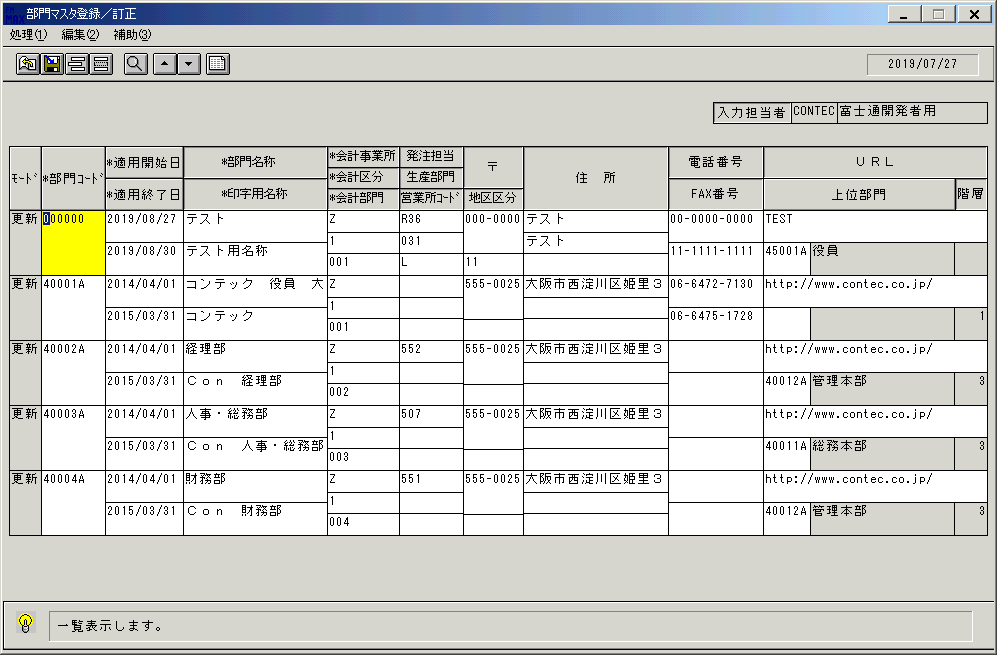 部門マスタ登録／訂正
処理(1) 編集(2) 補助(3)
2019/07/27
入力担当者 CONTEC 富士通開発者用
ﾓｰﾄﾞ *部門ｺｰﾄﾞ *適用開始日 *部門名称 *会計事業所 発注担当 〒 住　所 電話番号 ＵＲＬ
*会計区分 生産部門
*適用終了日 *印字用名称 *会計部門 営業所ｺｰﾄﾞ 地区区分 FAX番号 上位部門 階層
更新 000000 2019/08/27 テスト Z R36 000-0000 テスト 00-0000-0000 TEST
1 031 テスト
2019/08/30 テスト用名称 001 L 11 11-1111-1111 45001A 役員
更新 40001A 2014/04/01 コンテック　役員　大 Z 555-0025 大阪市西淀川区姫里３ 06-6472-7130 http://www.contec.co.jp/
1
2015/03/31 コンテック 001 06-6475-1728 1
更新 40002A 2014/04/01 経理部 Z 552 555-0025 大阪市西淀川区姫里３ http://www.contec.co.jp/
1
2015/03/31 Ｃｏｎ　経理部 002 40012A 管理本部 3
更新 40003A 2014/04/01 人事・総務部 Z 507 555-0025 大阪市西淀川区姫里３ http://www.contec.co.jp/
1
2015/03/31 Ｃｏｎ　人事・総務部 003 40011A 総務本部 3
更新 40004A 2014/04/01 財務部 Z 551 555-0025 大阪市西淀川区姫里３ http://www.contec.co.jp/
1
2015/03/31 Ｃｏｎ　財務部 004 40012A 管理本部 3
一覧表示します。